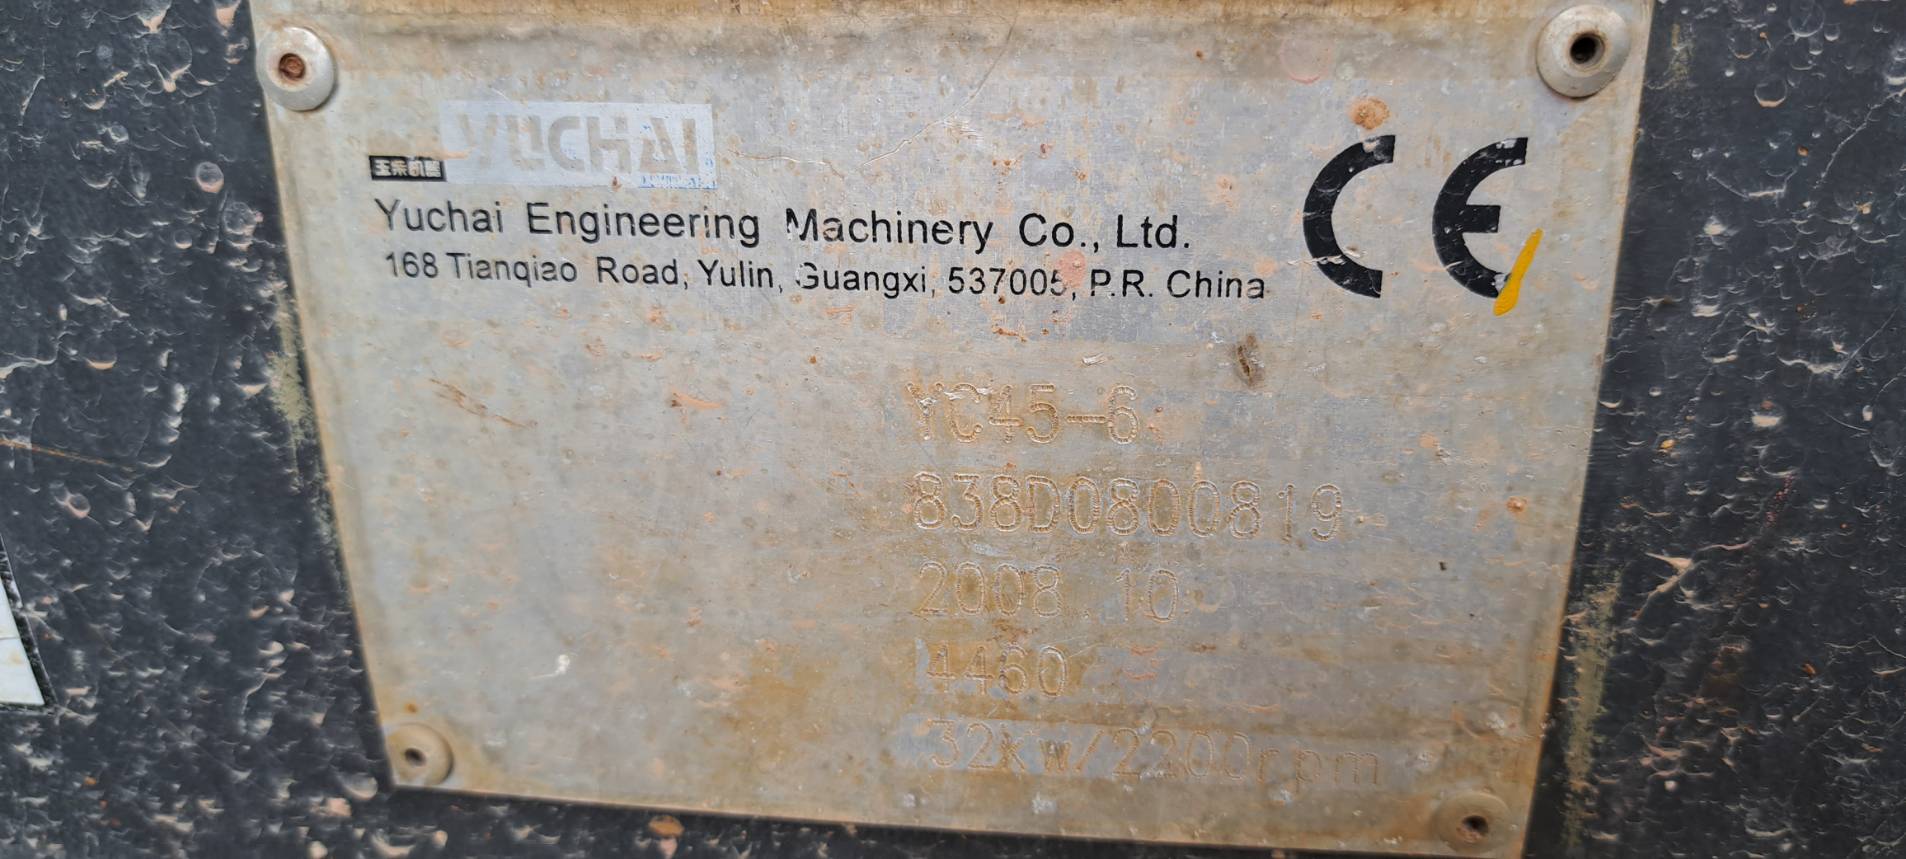 YUCHAI
玉柴机器
Yuchai Engineering Machinery Co., Ltd.
168 Tianqiao Road, Yulin, Guangxi, 537005, P.R. China
CE
YC45-6
838D0800819
2008.10
4460
32kw/2200rpm